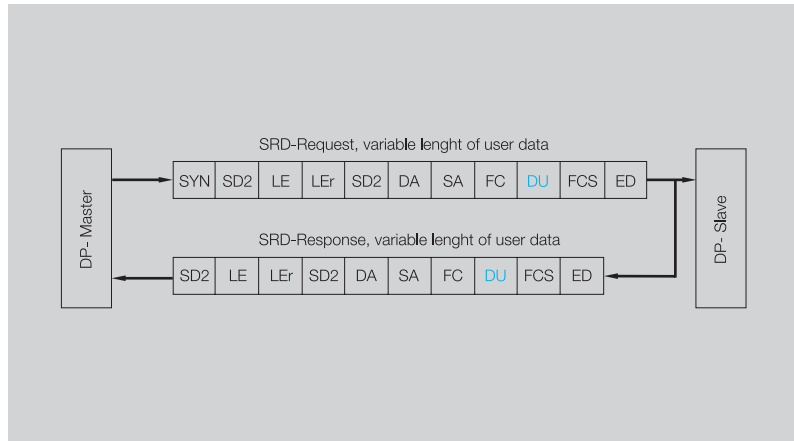 SRD-Request, variable lenght of user data
SYN SD2 LE LEr SD2 DA SA FC DU FCS ED
DP- Master
DP- Slave
SRD-Response, variable lenght of user data
SD2 LE LEr SD2 DA SA FC DU FCS ED